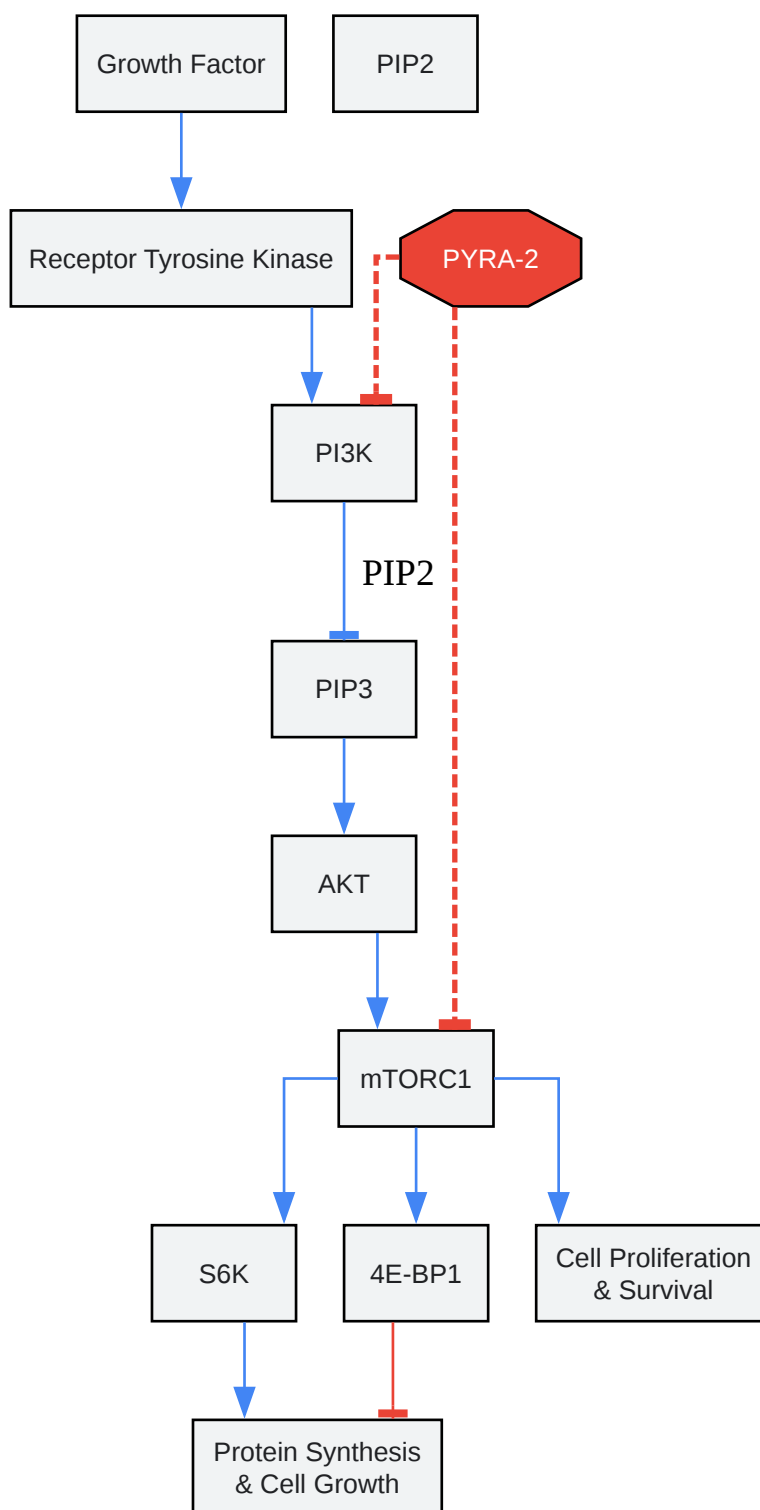 Growth Factor
PIP2
Receptor Tyrosine Kinase
PYRA-2
PI3K
PIP2
PIP3
AKT
mTORC1
S6K
4E-BP1
Cell Proliferation
& Survival
Protein Synthesis
& Cell Growth